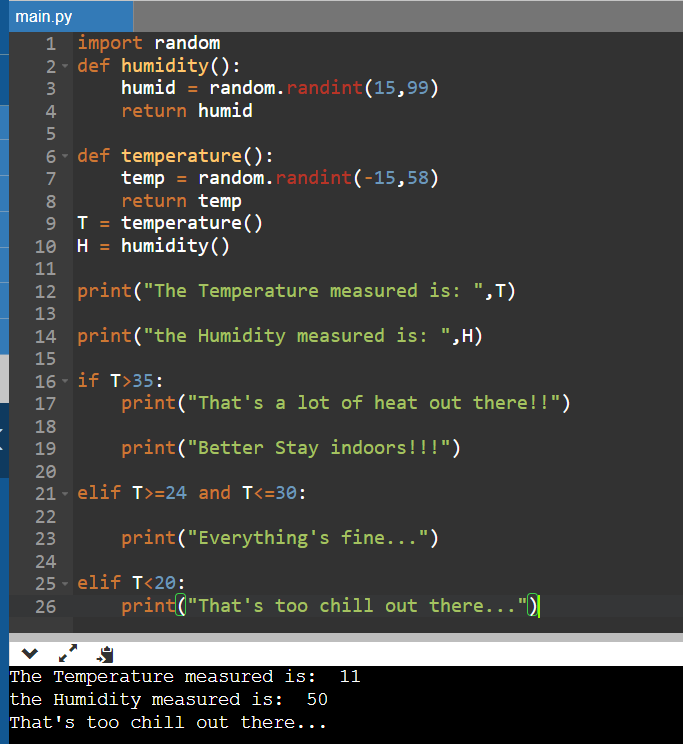 main.py
1 import random
2 def humidity():
3     humid = random.randint(15,99)
4     return humid
5
6 def temperature():
7     temp = random.randint(-15,58)
8     return temp
9 T = temperature()
10 H = humidity()
11
12 print("The Temperature measured is: ",T)
13
14 print("the Humidity measured is: ",H)
15
16 if T>35:
17     print("That's a lot of heat out there!!")
18
19     print("Better Stay indoors!!!")
20
21 elif T>=24 and T<=30:
22
23     print("Everything's fine...")
24
25 elif T<20:
26     print("That's too chill out there...")
The Temperature measured is:  11
the Humidity measured is:  50
That's too chill out there...